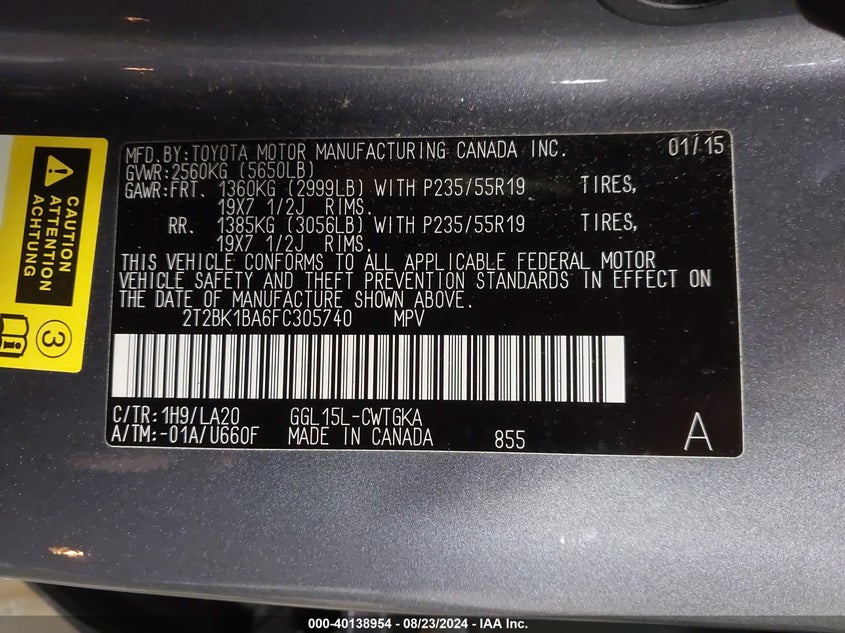 CAUTION
ATTENTION
ACHTUNG
3
MFD.BY:TOYOTA MOTOR MANUFACTURING CANADA INC. 01/15
GVWR:2560KG (5650LB)
GAWR:FRT. 1360KG (2999LB) WITH P235/55R19 TIRES,
19X7 1/2J RIMS.
RR. 1385KG (3056LB) WITH P235/55R19 TIRES,
19X7 1/2J RIMS.
THIS VEHICLE CONFORMS TO ALL APPLICABLE FEDERAL MOTOR
VEHICLE SAFETY AND THEFT PREVENTION STANDARDS IN EFFECT ON
THE DATE OF MANUFACTURE SHOWN ABOVE.
2T2BK1BA6FC305740 MPV
C/TR:1H9/LA20 GGL15L-CWTGKA
A/TM:-01A/U660F MADE IN CANADA 855 A
000-40138954 - 08/23/2024 - IAA Inc.